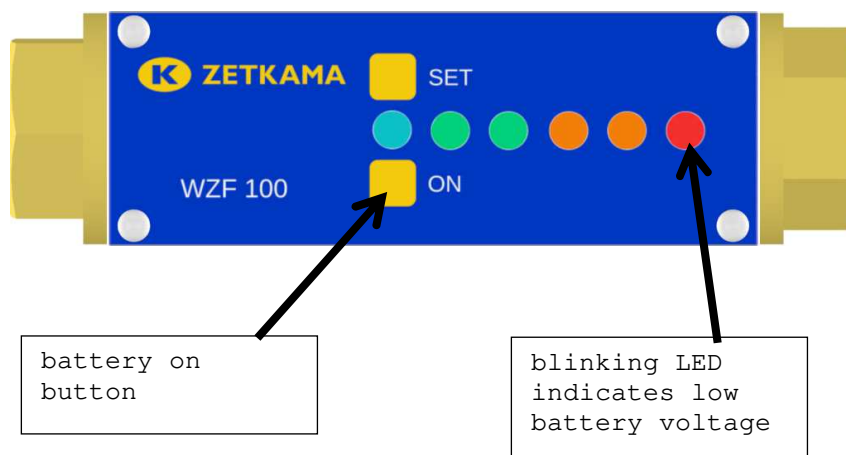 K ZETKAMA
SET
WZF 100
ON
battery on
button
blinking LED
indicates low
battery voltage